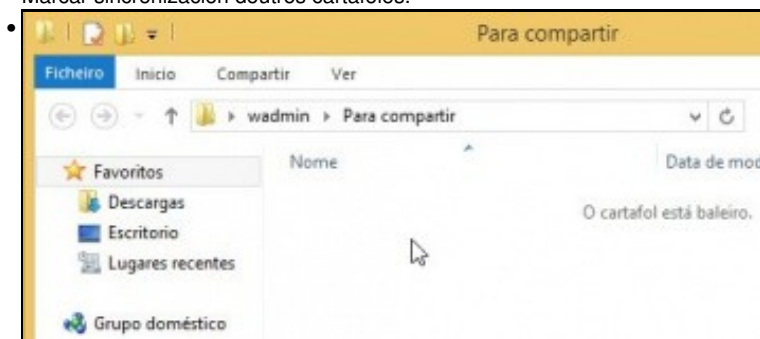 Marcar sincronización doutros cartafoles.
Para compartir
Ficheiro Inicio Compartir Ver
wadmin Para compartir
Favoritos
Nome
Data de mod
Descargas
O cartafol está baleiro.
Escritorio
Lugares recentes
Grupo doméstico